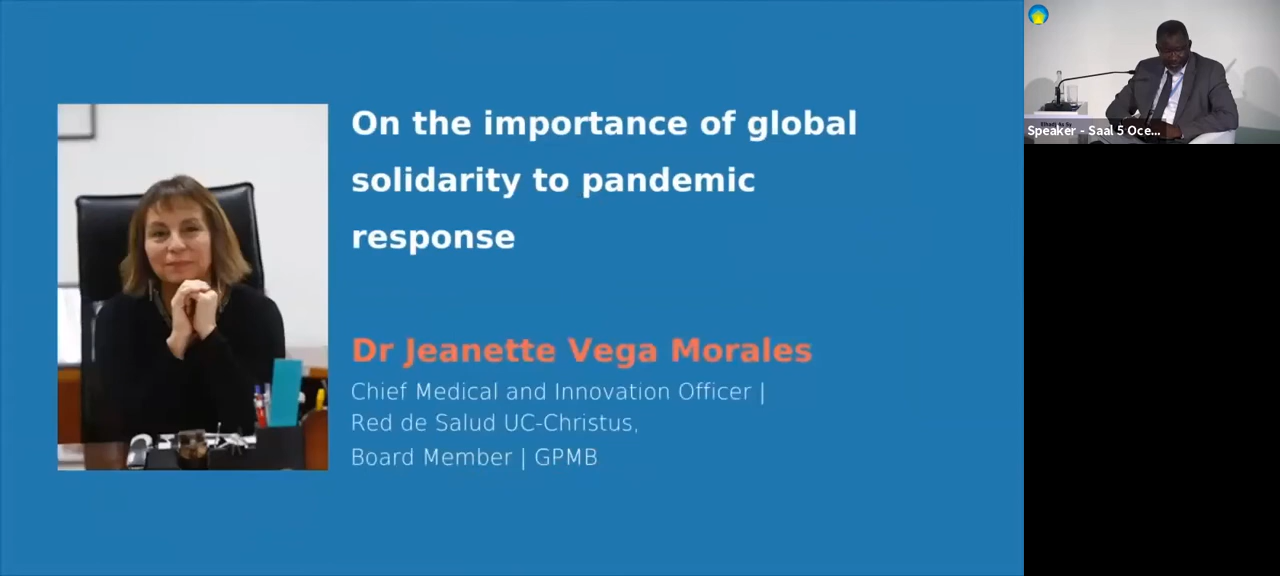 On the importance of global
solidarity to pandemic
response
Dr Jeanette Vega Morales
Chief Medical and Innovation Officer |
Red de Salud UC-Christus,
Board Member | GPMB
Speaker - Saal 5 Oce...